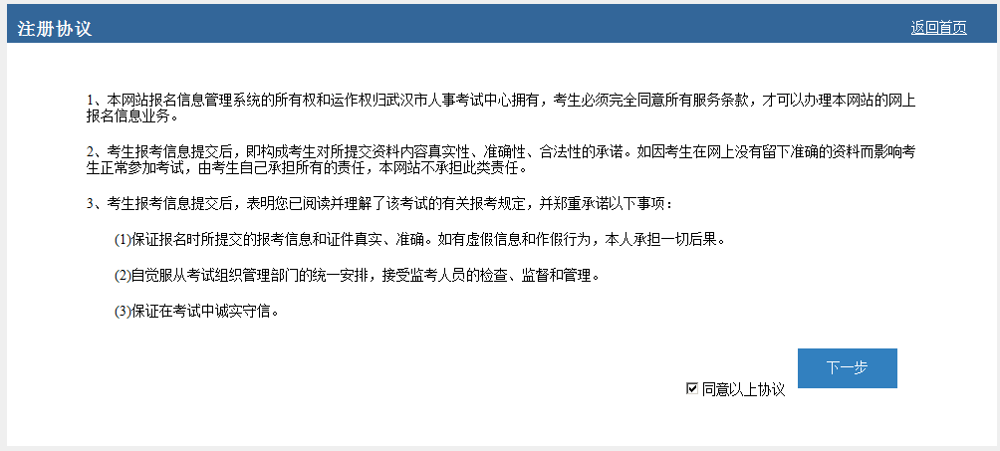 注册协议
返回首页
1、本网站报名信息管理系统的所有权和运作权归武汉市人事考试中心拥有，考生必须完全同意所有服务条款，才可以办理本网站的网上
报名信息业务。
2、考生报考信息提交后，即构成考生对所提交资料内容真实性、准确性、合法性的承诺。如因考生在网上没有留下准确的资料而影响考
生正常参加考试，由考生自己承担所有的责任，本网站不承担此类责任。
3、考生报考信息提交后，表明您已阅读并理解了该考试的有关报考规定，并郑重承诺以下事项：
(1)保证报名时所提交的报考信息和证件真实、准确。如有虚假信息和作假行为，本人承担一切后果。
(2)自觉服从考试组织管理部门的统一安排，接受监考人员的检查、监督和管理。
(3)保证在考试中诚实守信。
下一步
同意以上协议